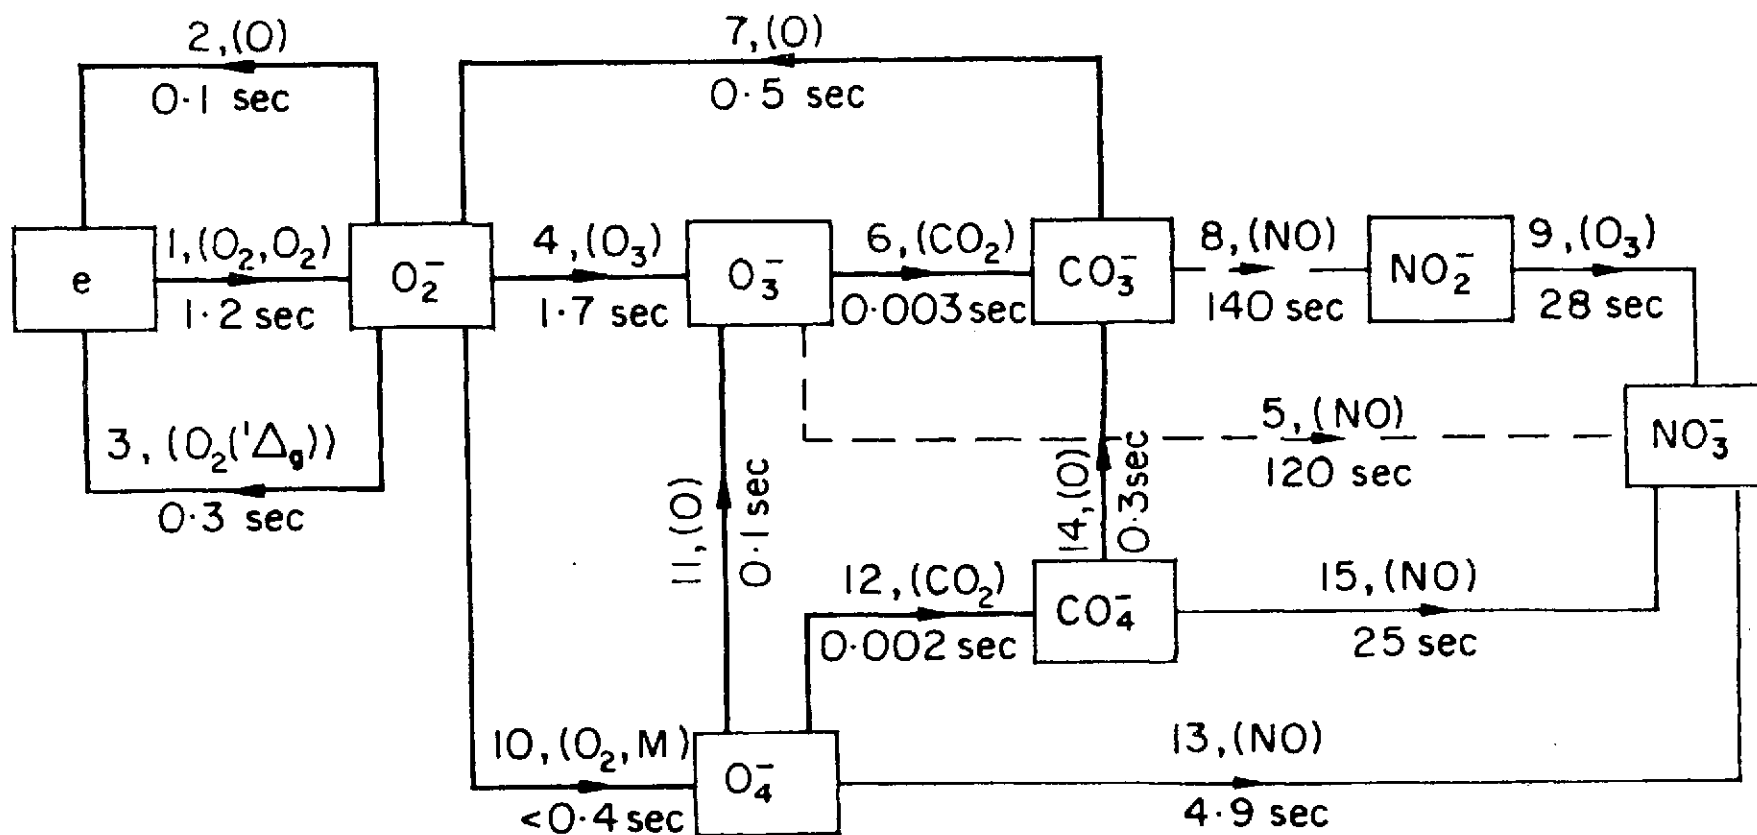 2,(O)
0·1 sec
7,(O)
0·5 sec
e
1,(O₂,O₂)
1·2 sec
O₂⁻
4,(O₃)
1·7 sec
O₃⁻
6,(CO₂)
0·003 sec
CO₃⁻
8,(NO)
140 sec
NO₂⁻
9,(O₃)
28 sec
3,(O₂('Δg))
0·3 sec
5,(NO)
120 sec
NO₃⁻
11,(O)
0·1 sec
14,(O)
0·3sec
12,(CO₂)
0·002 sec
CO₄⁻
15,(NO)
25 sec
10,(O₂,M)
<0·4 sec
O₄⁻
13,(NO)
4·9 sec